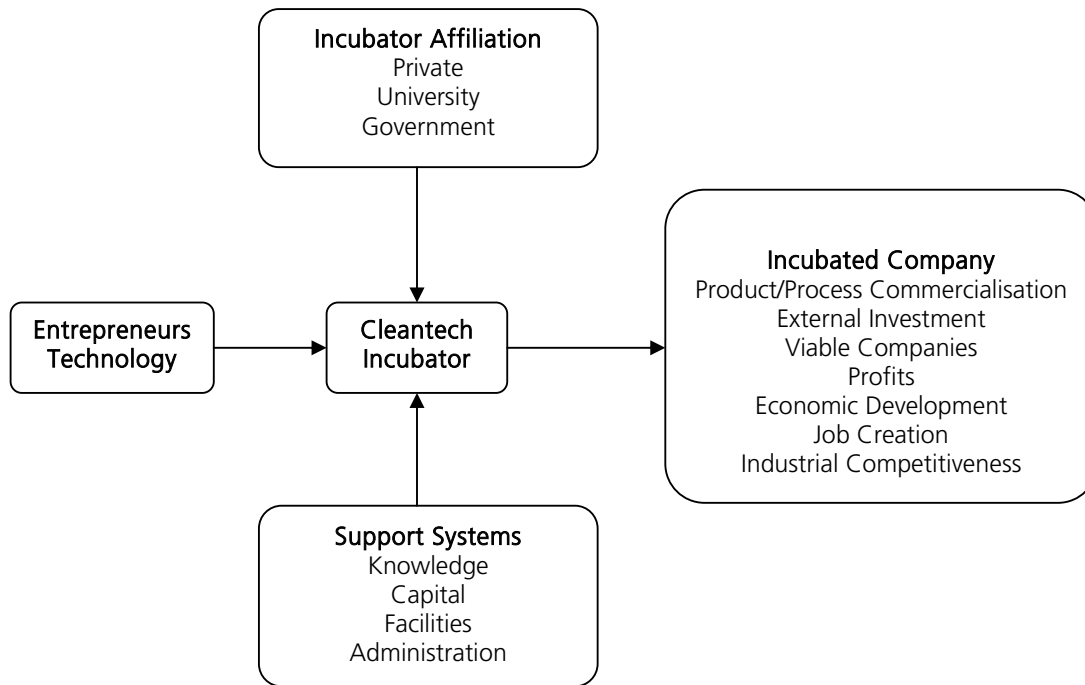 Incubator Affiliation
Private
University
Government
Entrepreneurs
Technology
Cleantech
Incubator
Incubated Company
Product/Process Commercialisation
External Investment
Viable Companies
Profits
Economic Development
Job Creation
Industrial Competitiveness
Support Systems
Knowledge
Capital
Facilities
Administration